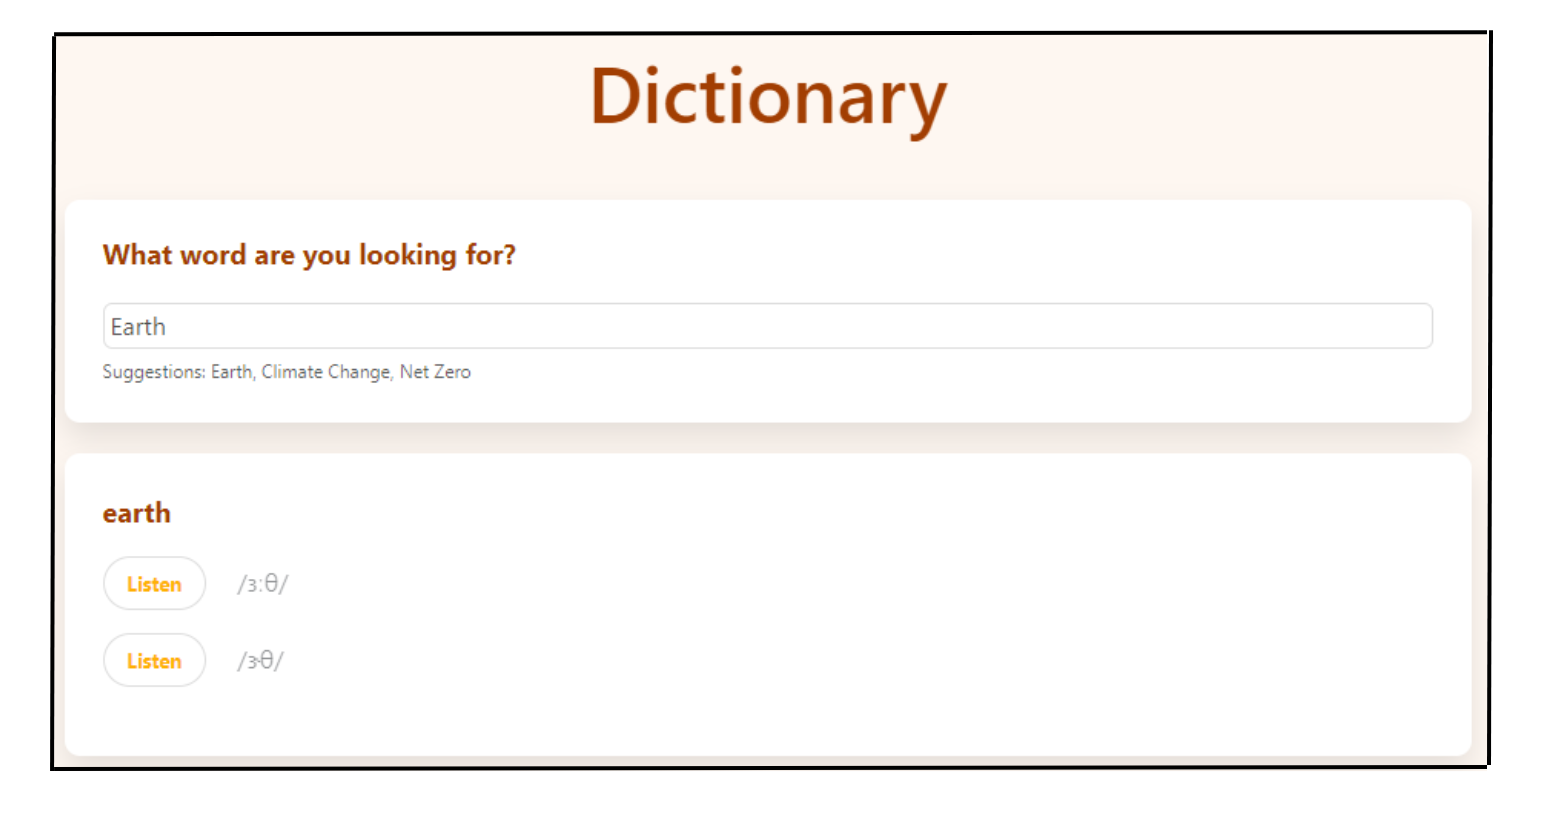 Dictionary
What word are you looking for?
Earth
Suggestions: Earth, Climate Change, Net Zero
earth
Listen /ɜːθ/
Listen /ɝθ/